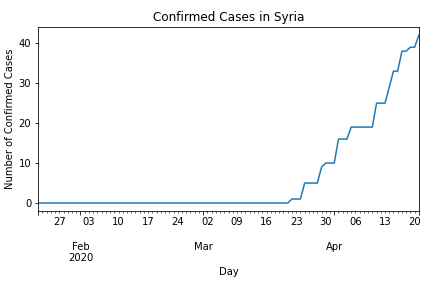 Confirmed Cases in Syria
Number of Confirmed Cases
40
30
20
10
0
27 03 10 17 24 02 09 16 23 30 06 13 20
Feb Mar Apr
2020
Day